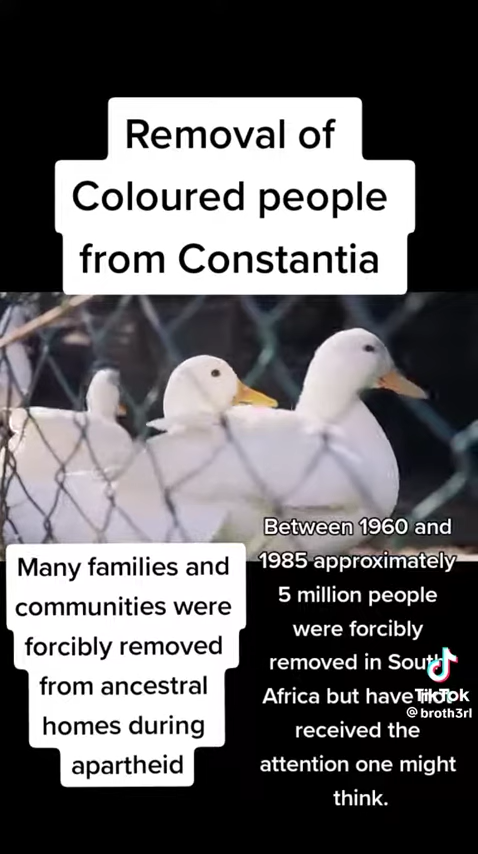 Removal of
Coloured people
from Constantia
Many families and
communities were
forcibly removed
from ancestral
homes during
apartheid
Between 1960 and
1985 approximately
5 million people
were forcibly
removed in South
Africa but have not
received the
attention one might
think.
TikTok
@broth3rl